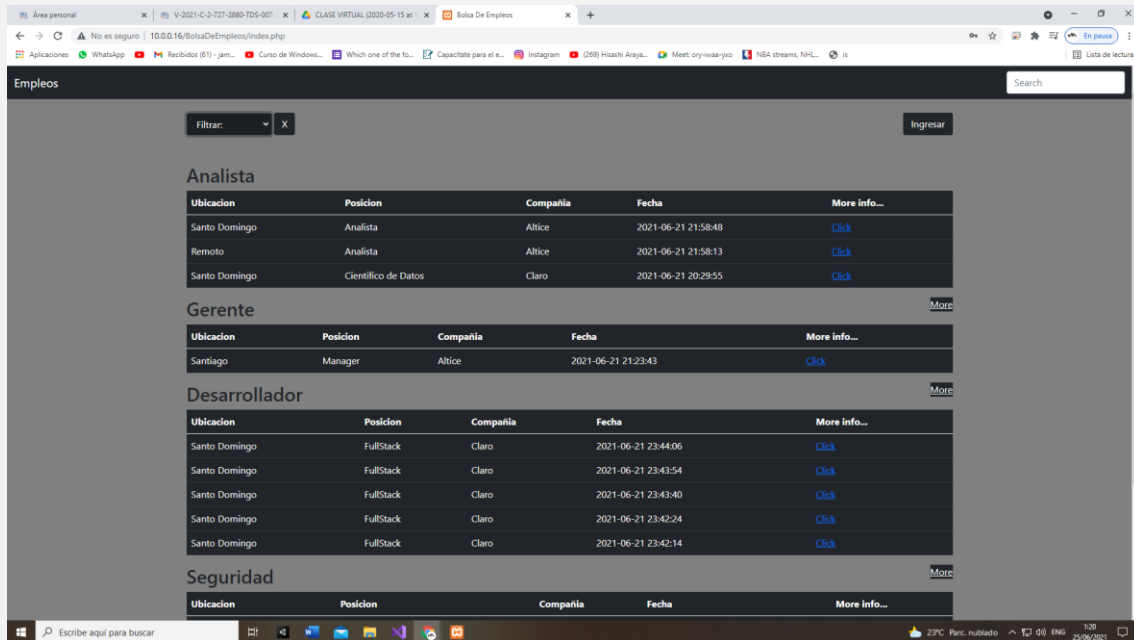 Área personal
V-2021-C-2-727-2880-TDS-007
CLASE VIRTUAL (2020-05-15 at
Bolsa De Empleos
No es seguro | 10.0.0.16/BolsaDeEmpleos/index.php
En pausa
Aplicaciones WhatsApp Recibidos (61) - jam... Curso de Windows... Which one of the fo... Capacitate para el e... Instagram (269) Hisashi Araya... Meet: ory-iwaa-yxo NBA streams, NHL... is Lista de lectura
Empleos Search
Filtrar: X Ingresar
Analista
Ubicacion Posicion Compañia Fecha More info...
Santo Domingo Analista Altice 2021-06-21 21:58:48 Click
Remoto Analista Altice 2021-06-21 21:58:13 Click
Santo Domingo Científico de Datos Claro 2021-06-21 20:29:55 Click
Gerente More
Ubicacion Posicion Compañia Fecha More info...
Santiago Manager Altice 2021-06-21 21:23:43 Click
Desarrollador More
Ubicacion Posicion Compañia Fecha More info...
Santo Domingo FullStack Claro 2021-06-21 23:44:06 Click
Santo Domingo FullStack Claro 2021-06-21 23:43:54 Click
Santo Domingo FullStack Claro 2021-06-21 23:43:40 Click
Santo Domingo FullStack Claro 2021-06-21 23:42:24 Click
Santo Domingo FullStack Claro 2021-06-21 23:42:14 Click
Seguridad More
Ubicacion Posicion Compañia Fecha More info...
Escribe aquí para buscar
23°C Parc. nublado ENG
1:20
25/06/2021